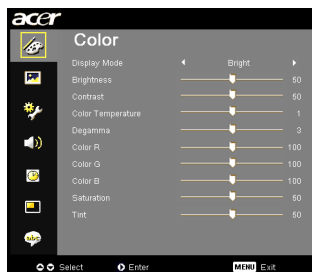 acer
Color
Display Mode Bright
Brightness 50
Contrast 50
Color Temperature 1
Degamma 3
Color R 100
Color G 100
Color B 100
Saturation 50
Tint 50
abc
Select Enter MENU Exit